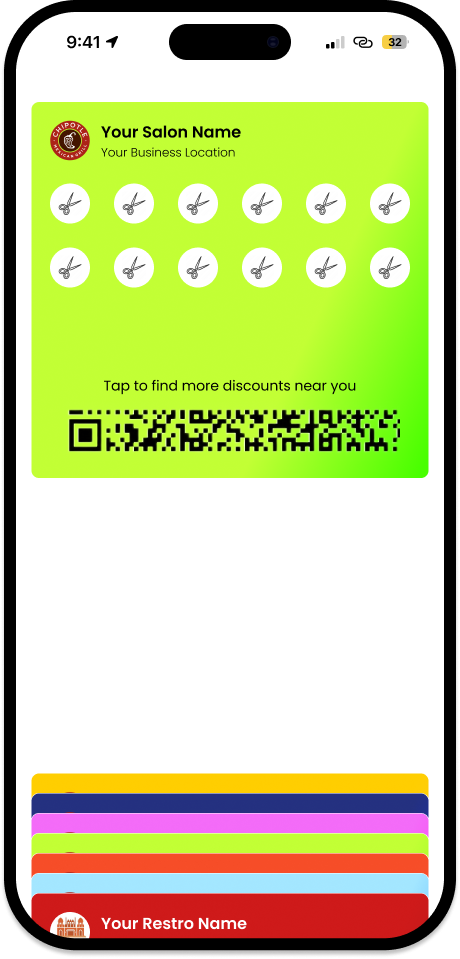 9:41
32
CHIPOTLE
MEXICAN GRILL
Your Salon Name
Your Business Location
Tap to find more discounts near you
Your Restro Name